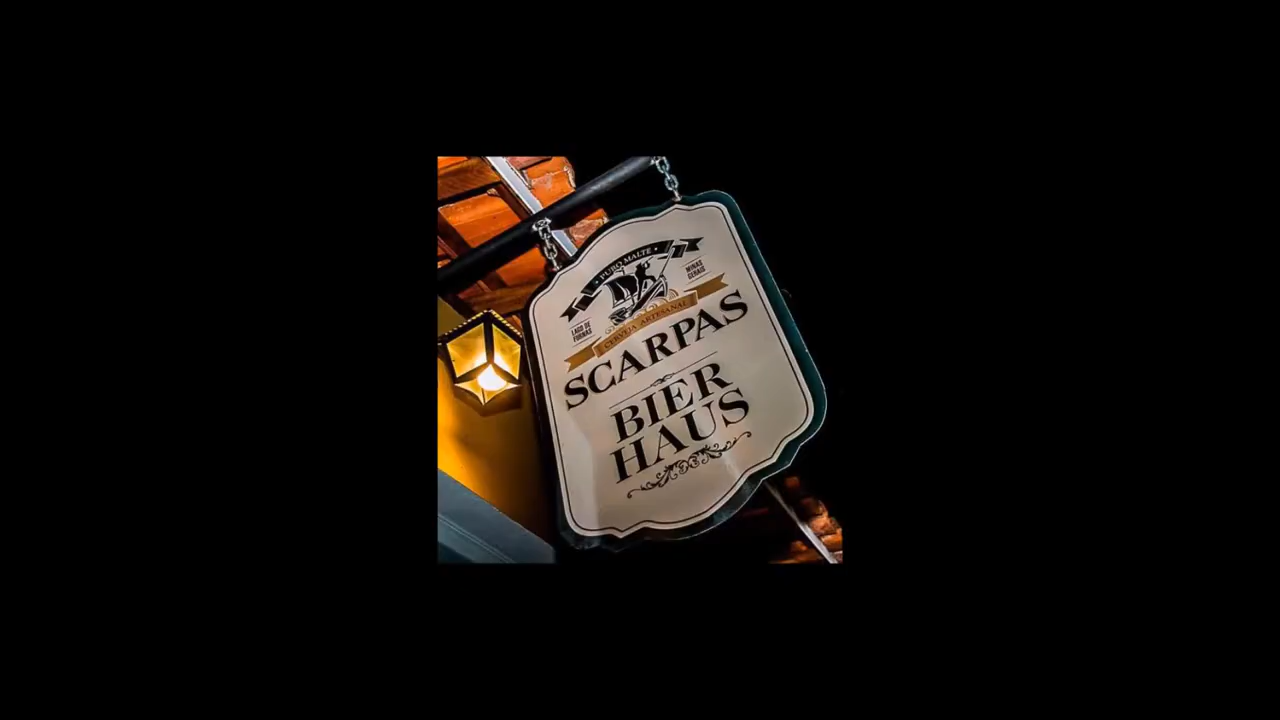 PURO MALTE
MINAS
GERAIS
LAGO DE
FURNAS
CERVEJA ARTESANAL
SCARPAS
BIER
HAUS